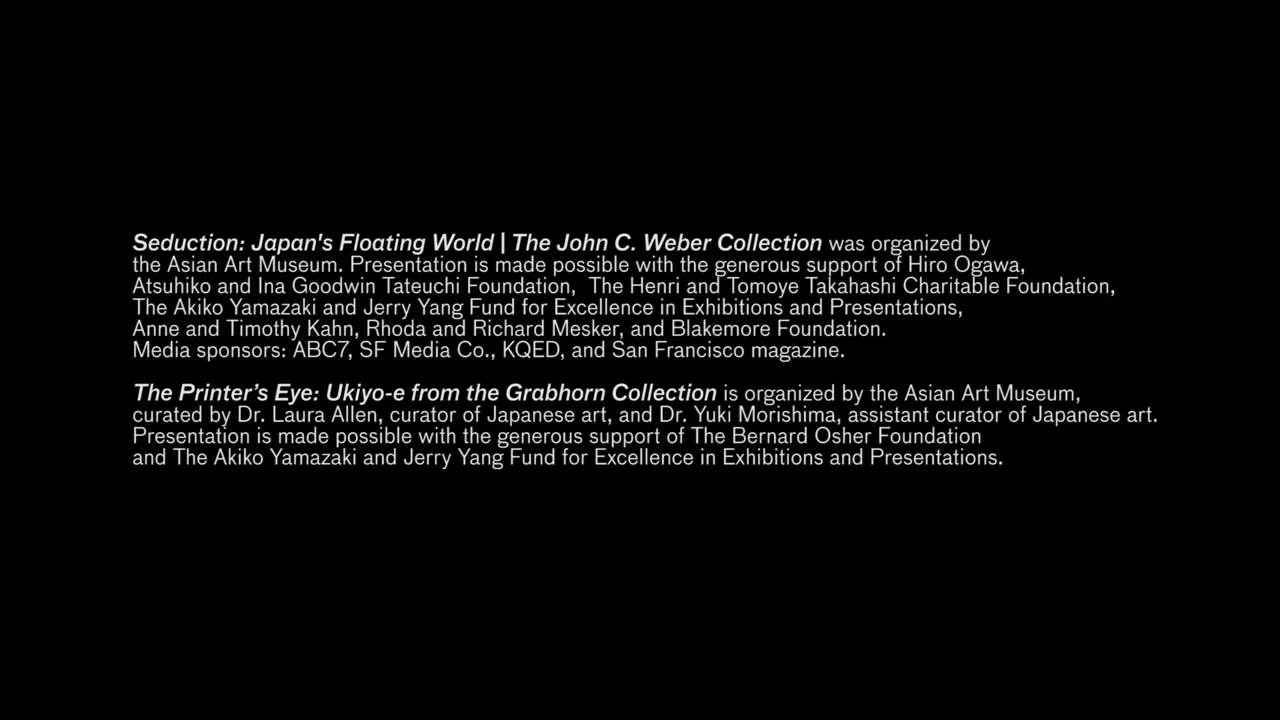 Seduction: Japan's Floating World | The John C. Weber Collection was organized by
the Asian Art Museum. Presentation is made possible with the generous support of Hiro Ogawa,
Atsuhiko and Ina Goodwin Tateuchi Foundation,  The Henri and Tomoye Takahashi Charitable Foundation,
The Akiko Yamazaki and Jerry Yang Fund for Excellence in Exhibitions and Presentations,
Anne and Timothy Kahn, Rhoda and Richard Mesker, and Blakemore Foundation.
Media sponsors: ABC7, SF Media Co., KQED, and San Francisco magazine.
The Printer’s Eye: Ukiyo-e from the Grabhorn Collection is organized by the Asian Art Museum,
curated by Dr. Laura Allen, curator of Japanese art, and Dr. Yuki Morishima, assistant curator of Japanese art.
Presentation is made possible with the generous support of The Bernard Osher Foundation
and The Akiko Yamazaki and Jerry Yang Fund for Excellence in Exhibitions and Presentations.